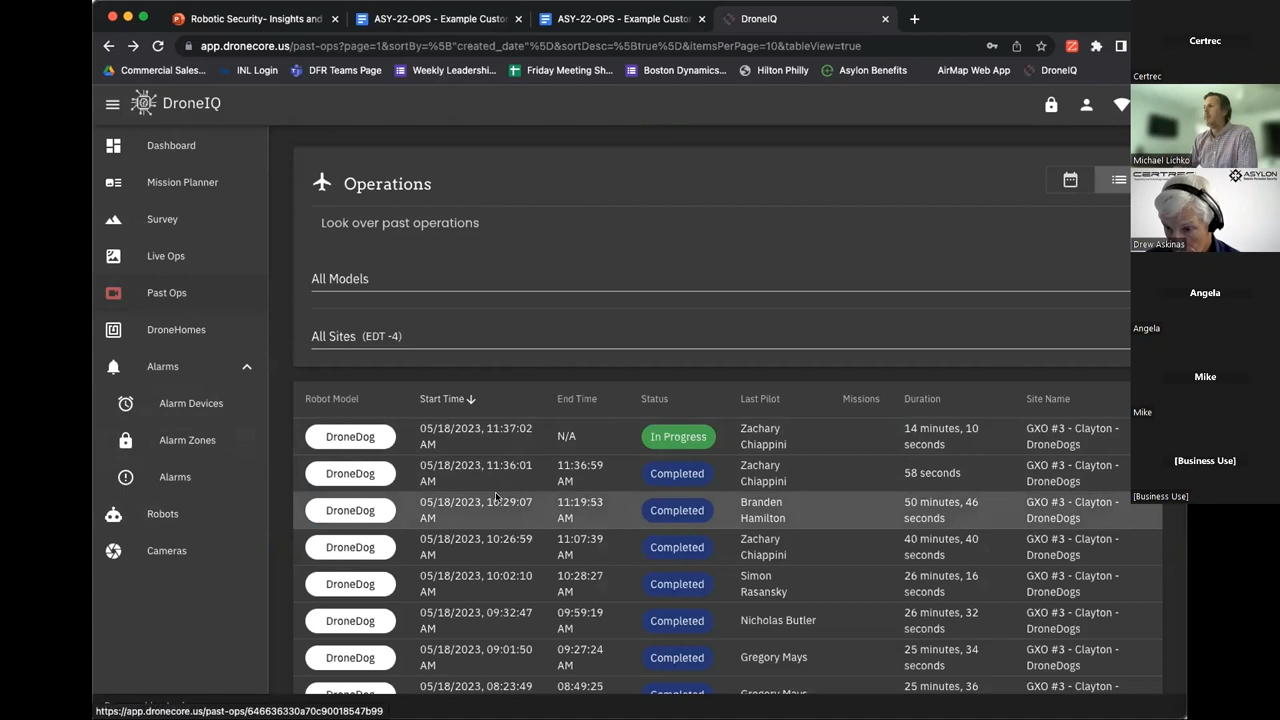 Robotic Security- Insights and
ASY-22-OPS - Example Custo
ASY-22-OPS - Example Custo
DroneIQ
app.dronecore.us/past-ops?page=1&sortBy=%5B"created_date"%5D&sortDesc=%5Btrue%5D&itemsPerPage=10&tableView=true
Commercial Sales... INL Login DFR Teams Page Weekly Leadershi... Friday Meeting Sh... Boston Dynamics... Hilton Philly Asylon Benefits AirMap Web App DroneIQ
DroneIQ
Dashboard
Mission Planner
Survey
Live Ops
Past Ops
DroneHomes
Alarms
Alarm Devices
Alarm Zones
Alarms
Robots
Cameras
Operations
Look over past operations
All Models
All Sites (EDT -4)
Robot Model Start Time End Time Status Last Pilot Missions Duration Site Name
DroneDog 05/18/2023, 11:37:02 AM N/A In Progress Zachary Chiappini 14 minutes, 10 seconds GXO #3 - Clayton - DroneDogs
DroneDog 05/18/2023, 11:36:01 AM 11:36:59 AM Completed Zachary Chiappini 58 seconds GXO #3 - Clayton - DroneDogs
DroneDog 05/18/2023, 10:29:07 AM 11:19:53 AM Completed Branden Hamilton 50 minutes, 46 seconds GXO #3 - Clayton - DroneDogs
DroneDog 05/18/2023, 10:26:59 AM 11:07:39 AM Completed Zachary Chiappini 40 minutes, 40 seconds GXO #3 - Clayton - DroneDogs
DroneDog 05/18/2023, 10:02:10 AM 10:28:27 AM Completed Simon Rasansky 26 minutes, 16 seconds GXO #3 - Clayton - DroneDogs
DroneDog 05/18/2023, 09:32:47 AM 09:59:19 AM Completed Nicholas Butler 26 minutes, 32 seconds GXO #3 - Clayton - DroneDogs
DroneDog 05/18/2023, 09:01:50 AM 09:27:24 AM Completed Gregory Mays 25 minutes, 34 seconds GXO #3 - Clayton - DroneDogs
DroneDog 05/18/2023, 08:23:49 08:49:25 Completed Gregory Mays 25 minutes, 36 GXO #3 - Clayton -
https://app.dronecore.us/past-ops/646636330a70c90018547b99
Certrec
Certrec
Michael Lichko
CERTREC
ASYLON
Drew Askinas
Angela
Angela
Mike
Mike
[Business Use]
[Business Use]